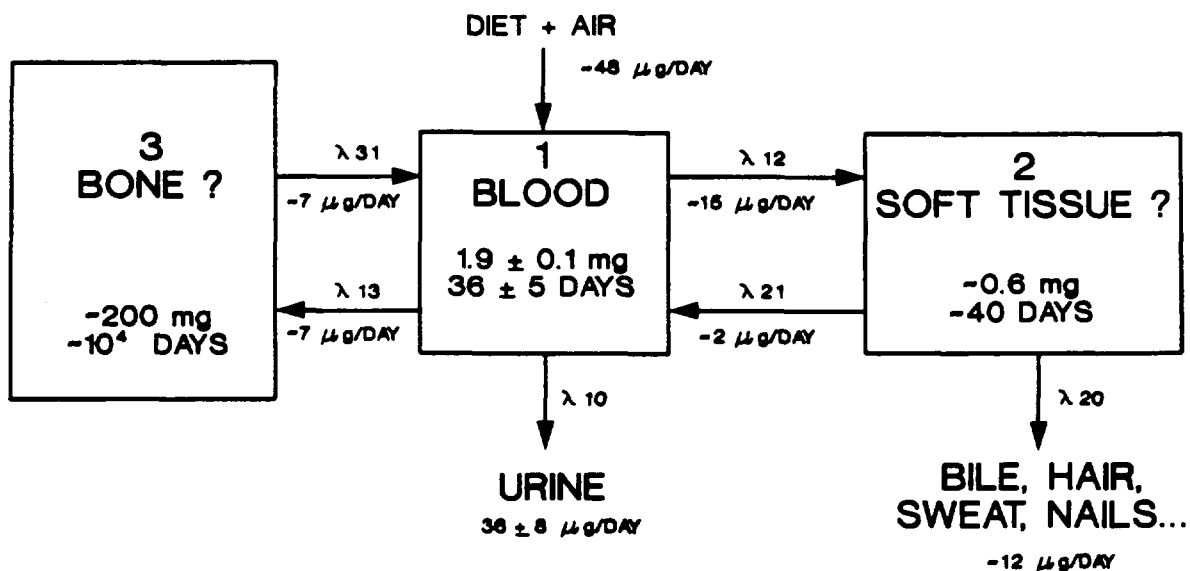 DIET + AIR
~48 μg/DAY
3
BONE ?
~200 mg
~10⁴ DAYS
λ 31
~7 μg/DAY
λ 13
~7 μg/DAY
1
BLOOD
1.9 ± 0.1 mg
36 ± 5 DAYS
λ 12
~15 μg/DAY
λ 21
~2 μg/DAY
2
SOFT TISSUE ?
~0.6 mg
~40 DAYS
λ 10
URINE
36 ± 8 μg/DAY
λ 20
BILE, HAIR,
SWEAT, NAILS...
~12 μg/DAY